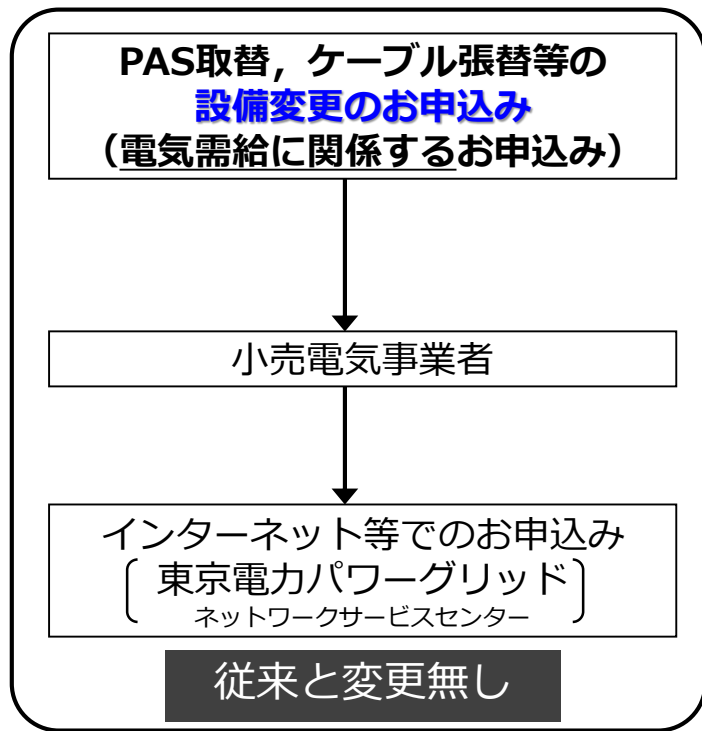 PAS取替，ケーブル張替等の
設備変更のお申込み
（電気需給に関係するお申込み）
小売電気事業者
インターネット等でのお申込み
東京電力パワーグリッド
ネットワークサービスセンター
従来と変更無し